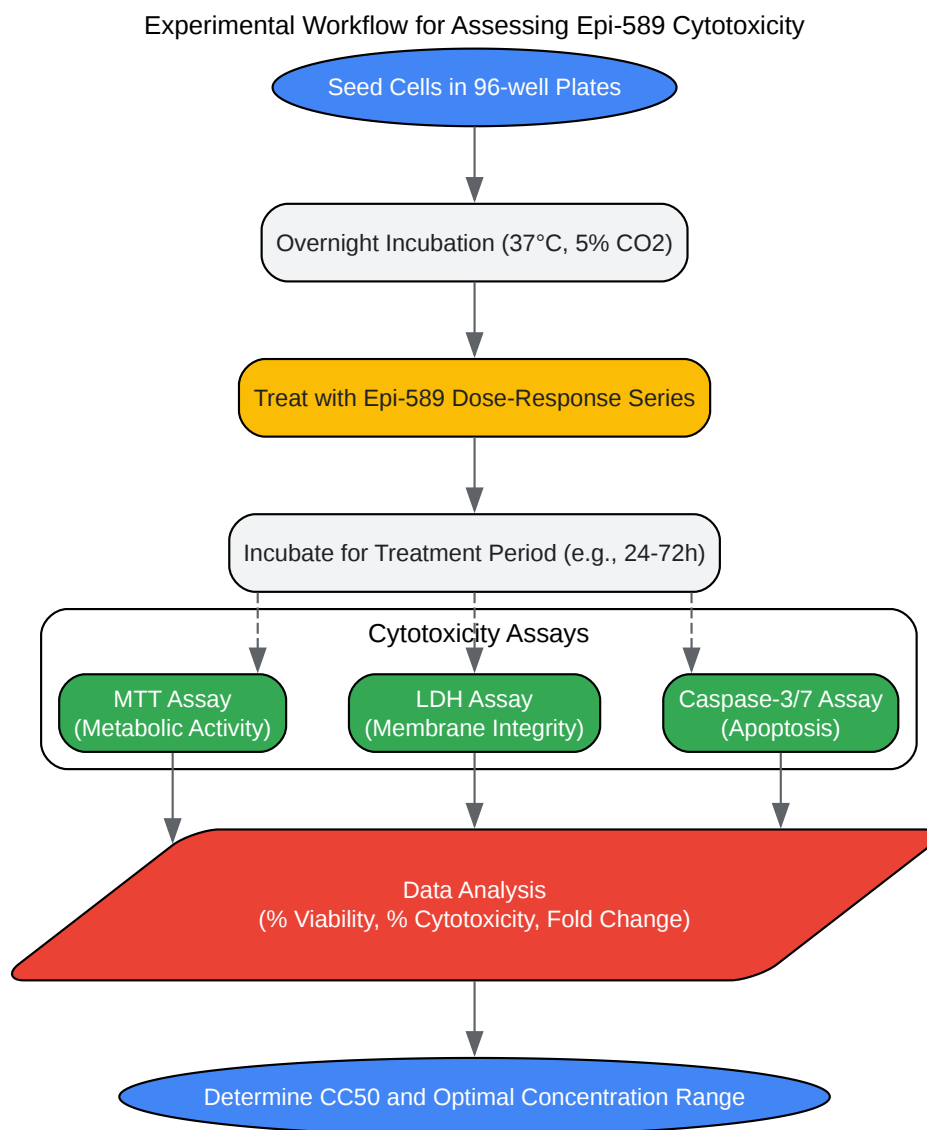 Experimental Workflow for Assessing Epi-589 Cytotoxicity
Seed Cells in 96-well Plates
Overnight Incubation (37°C, 5% CO2)
Treat with Epi-589 Dose-Response Series
Incubate for Treatment Period (e.g., 24-72h)
Cytotoxicity Assays
MTT Assay
(Metabolic Activity)
LDH Assay
(Membrane Integrity)
Caspase-3/7 Assay
(Apoptosis)
Data Analysis
(% Viability, % Cytotoxicity, Fold Change)
Determine CC50 and Optimal Concentration Range